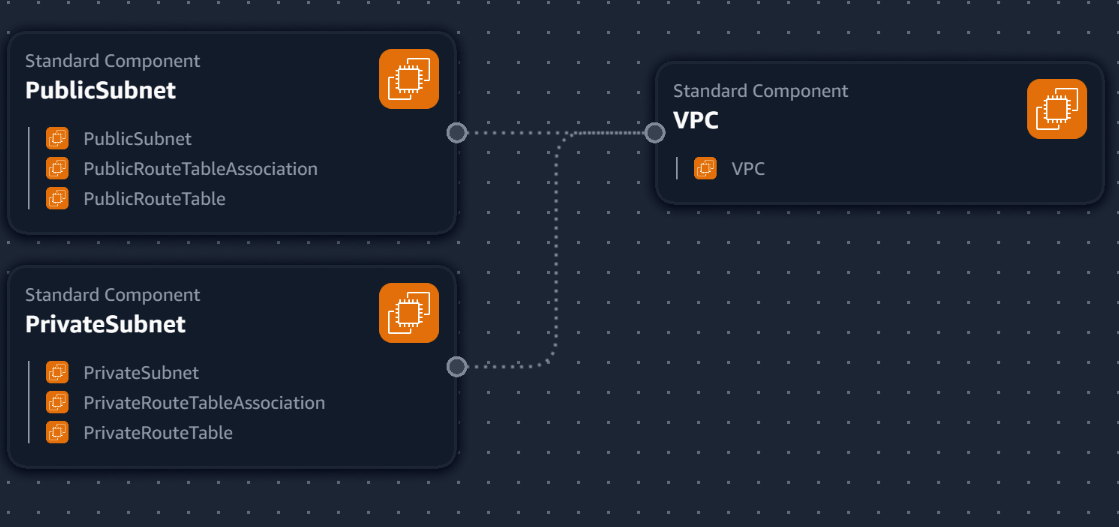 Standard Component
PublicSubnet
PublicSubnet
PublicRouteTableAssociation
PublicRouteTable
Standard Component
VPC
VPC
Standard Component
PrivateSubnet
PrivateSubnet
PrivateRouteTableAssociation
PrivateRouteTable